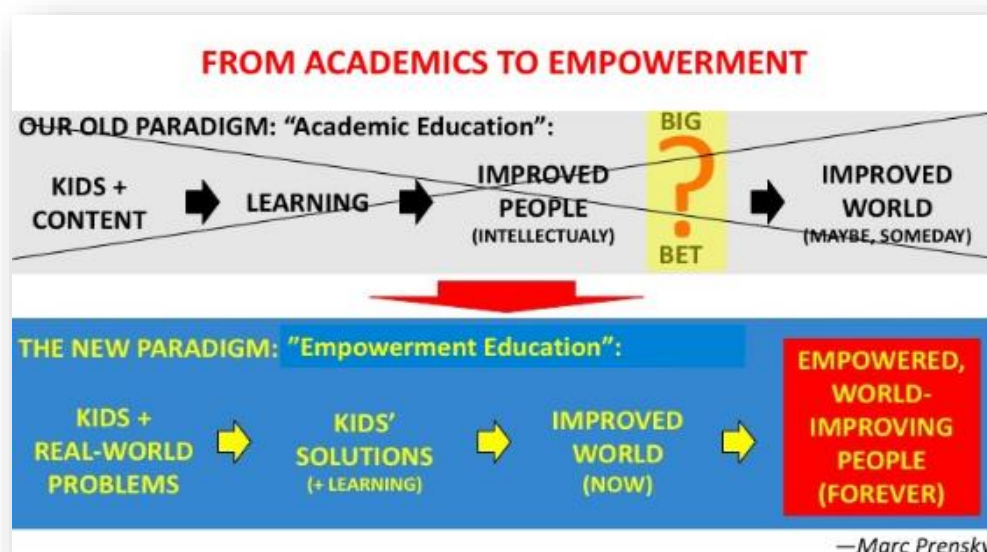 FROM ACADEMICS TO EMPOWERMENT
OUR OLD PARADIGM: “Academic Education”:
KIDS +
CONTENT
LEARNING
IMPROVED
PEOPLE
(INTELLECTUALY)
BIG
?
BET
IMPROVED
WORLD
(MAYBE, SOMEDAY)
THE NEW PARADIGM: ”Empowerment Education”:
KIDS +
REAL-WORLD
PROBLEMS
KIDS’
SOLUTIONS
(+ LEARNING)
IMPROVED
WORLD
(NOW)
EMPOWERED,
WORLD-
IMPROVING
PEOPLE
(FOREVER)
—Marc Prensky